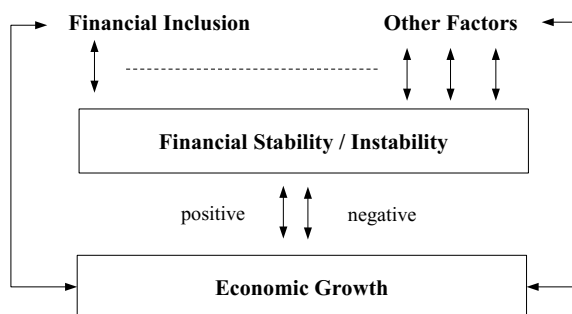 Financial Inclusion Other Factors
Financial Stability / Instability
positive negative
Economic Growth